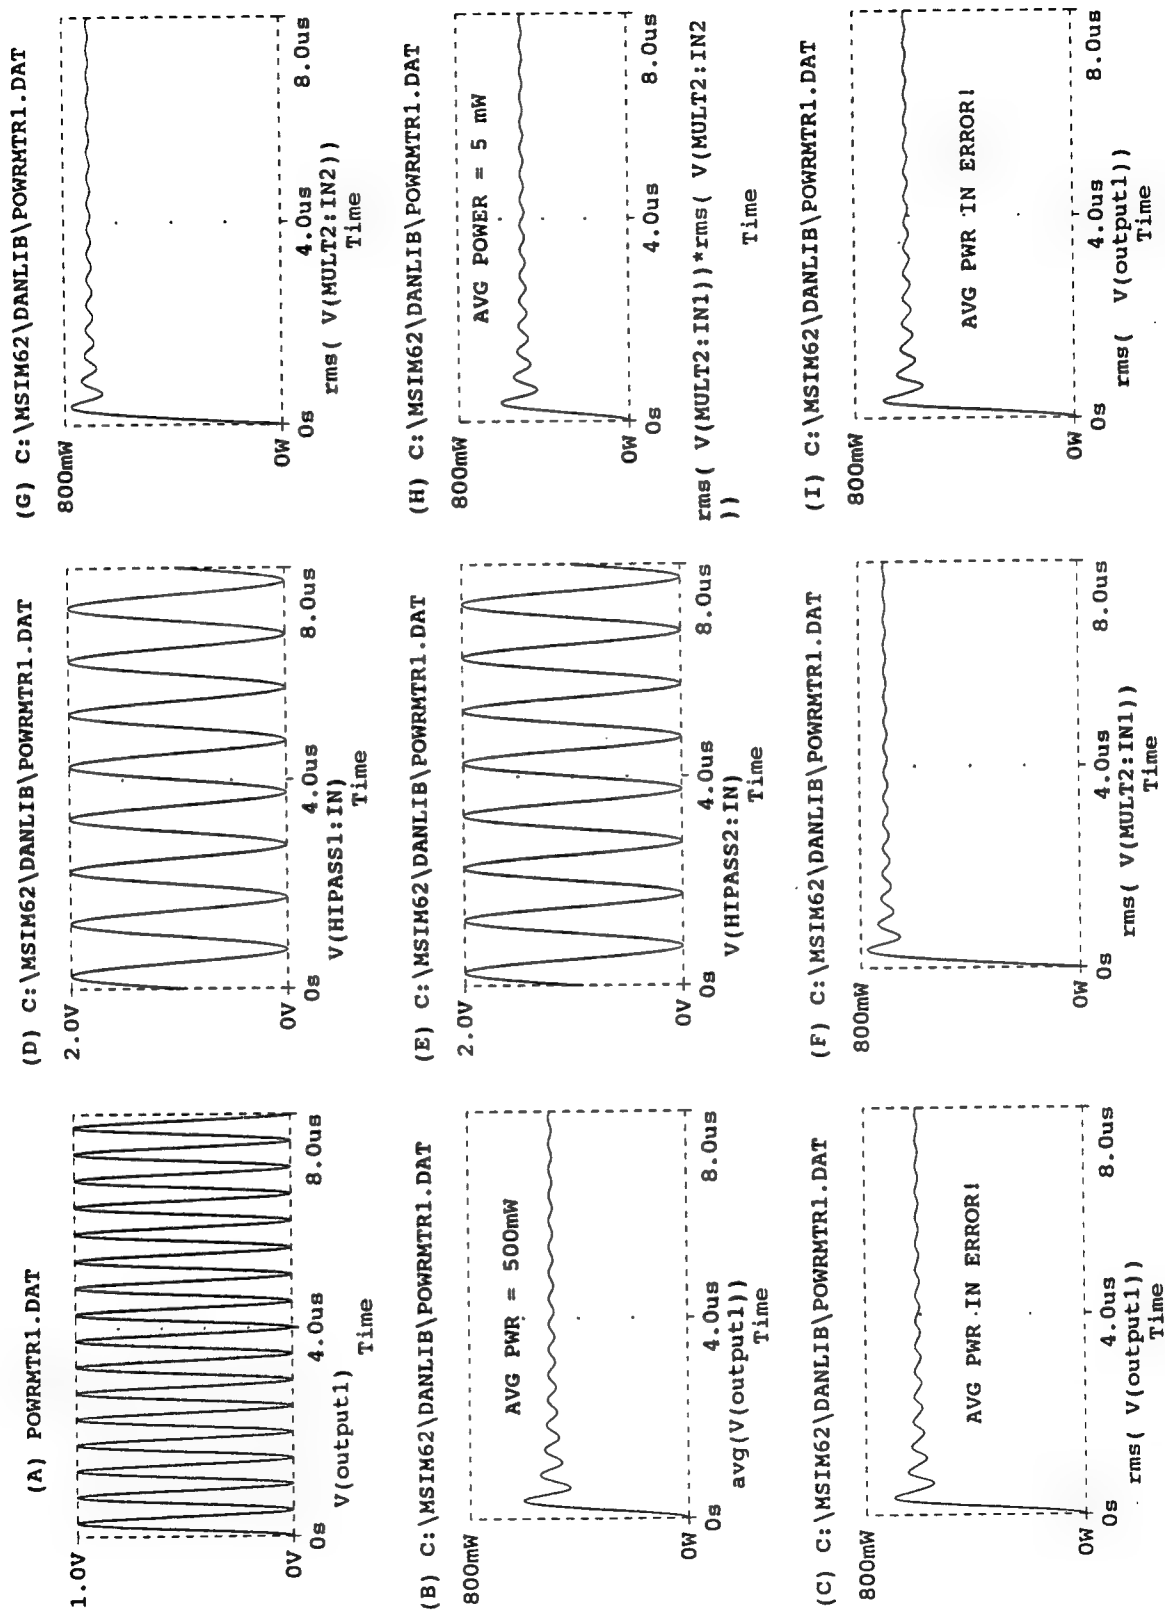 (A) POWRMTR1.DAT
1.0V
0V
0s
4.0us
8.0us
V(output1)
Time
(B) C:\MSIM62\DANLIB\POWRMTR1.DAT
800mW
AVG PWR = 500mW
0W
0s
4.0us
8.0us
avg(V(output1))
Time
(C) C:\MSIM62\DANLIB\POWRMTR1.DAT
800mW
AVG PWR IN ERROR!
0W
0s
4.0us
8.0us
rms( V(output1))
Time
(D) C:\MSIM62\DANLIB\POWRMTR1.DAT
2.0V
0V
0s
4.0us
8.0us
V(HIPASS1:IN)
Time
(E) C:\MSIM62\DANLIB\POWRMTR1.DAT
2.0V
0V
0s
4.0us
8.0us
V(HIPASS2:IN)
Time
(F) C:\MSIM62\DANLIB\POWRMTR1.DAT
800mW
0W
0s
4.0us
8.0us
rms( V(MULT2:IN1))
Time
(G) C:\MSIM62\DANLIB\POWRMTR1.DAT
800mW
0W
0s
4.0us
8.0us
rms( V(MULT2:IN2))
Time
(H) C:\MSIM62\DANLIB\POWRMTR1.DAT
800mW
AVG POWER = 5 mW
0W
0s
4.0us
8.0us
rms( V(MULT2:IN1))*rms( V(MULT2:IN2
))
Time
(I) C:\MSIM62\DANLIB\POWRMTR1.DAT
800mW
AVG PWR IN ERROR!
0W
0s
4.0us
8.0us
rms( V(output1))
Time